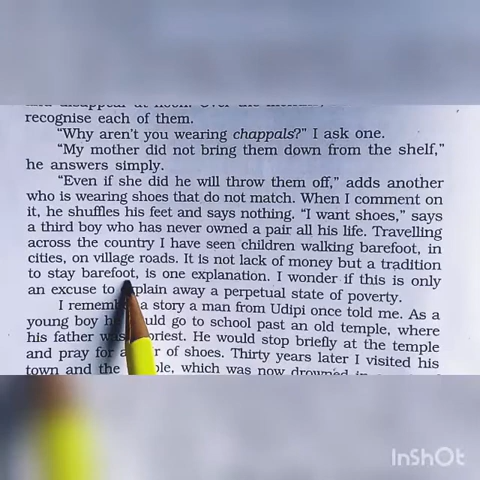 recognise each of them.
"Why aren't you wearing chappals?" I ask one.
"My mother did not bring them down from the shelf,"
he answers simply.
"Even if she did he will throw them off," adds another
who is wearing shoes that do not match. When I comment on
it, he shuffles his feet and says nothing. "I want shoes," says
a third boy who has never owned a pair all his life. Travelling
across the country I have seen children walking barefoot, in
cities, on village roads. It is not lack of money but a tradition
to stay barefoot, is one explanation. I wonder if this is only
an excuse to explain away a perpetual state of poverty.
I remember a story a man from Udipi once told me. As a
young boy he would go to school past an old temple, where
his father was priest. He would stop briefly at the temple
and pray for a of shoes. Thirty years later I visited his
town and the which was now drowned in
InShOt